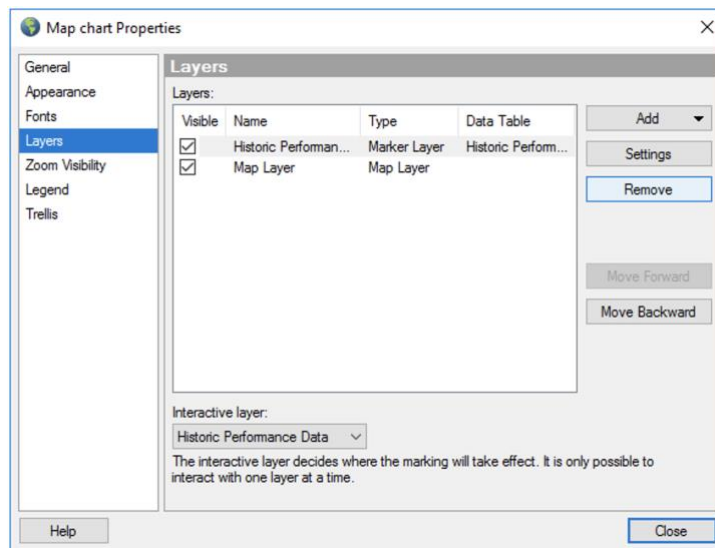 Map chart Properties
General
Appearance
Fonts
Layers
Zoom Visibility
Legend
Trellis
Layers
Layers:
Visible Name Type Data Table
Historic Performan... Marker Layer Historic Perform...
Map Layer Map Layer
Add
Settings
Remove
Move Forward
Move Backward
Interactive layer:
Historic Performance Data
The interactive layer decides where the marking will take effect. It is only possible to
interact with one layer at a time.
Help
Close